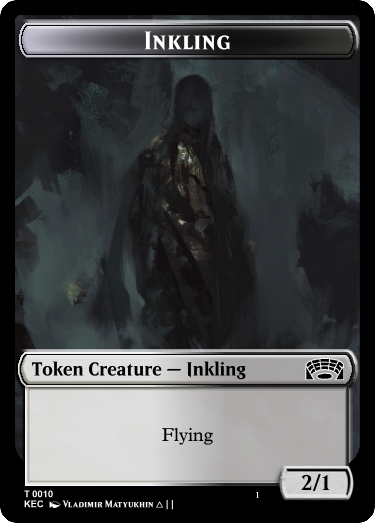 Inkling
Token Creature — Inkling
Flying
2/1
T 0010
1
KEC Vladimir Matyukhin △ | |